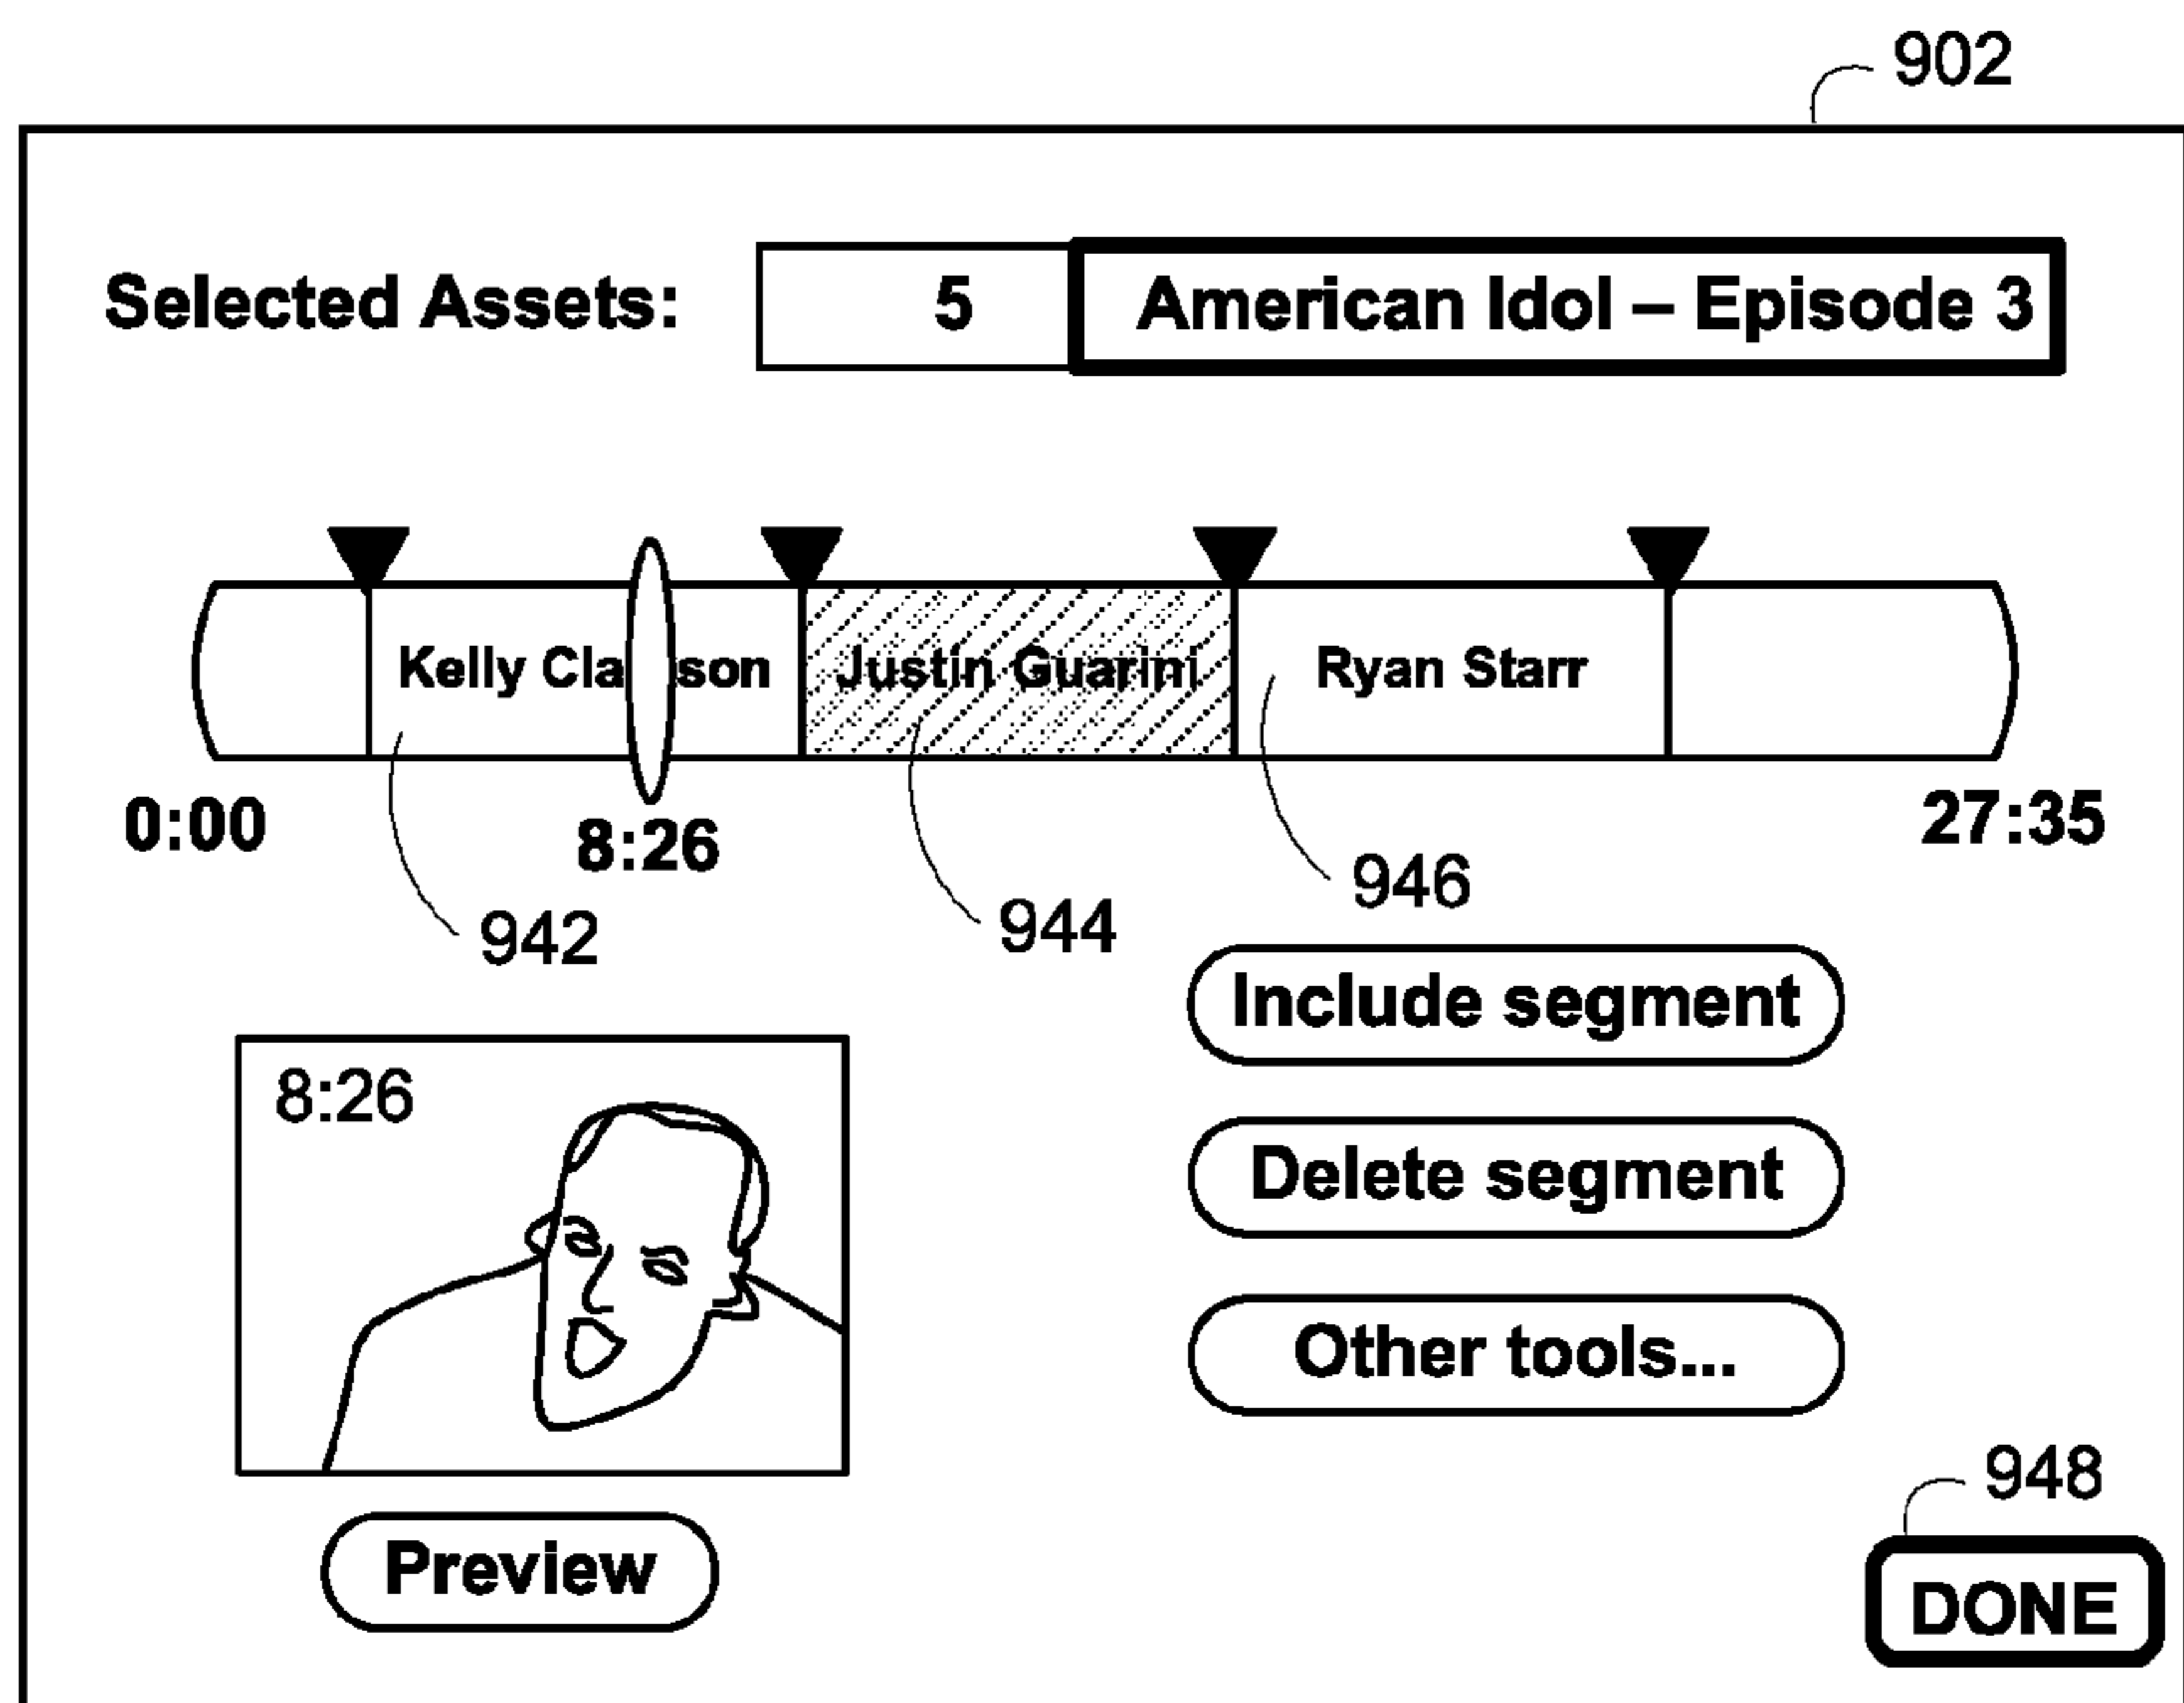 902
Selected Assets: 5 American Idol – Episode 3
Kelly Cla son Justin Guarini Ryan Starr
0:00 8:26 27:35
942 944 946
Include segment
8:26
Delete segment
Other tools...
948
Preview
DONE